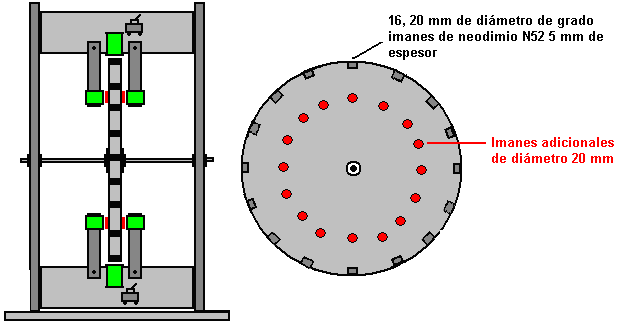 16, 20 mm de diámetro de grado
imanes de neodimio N52 5 mm de
espesor
Imanes adicionales
de diámetro 20 mm